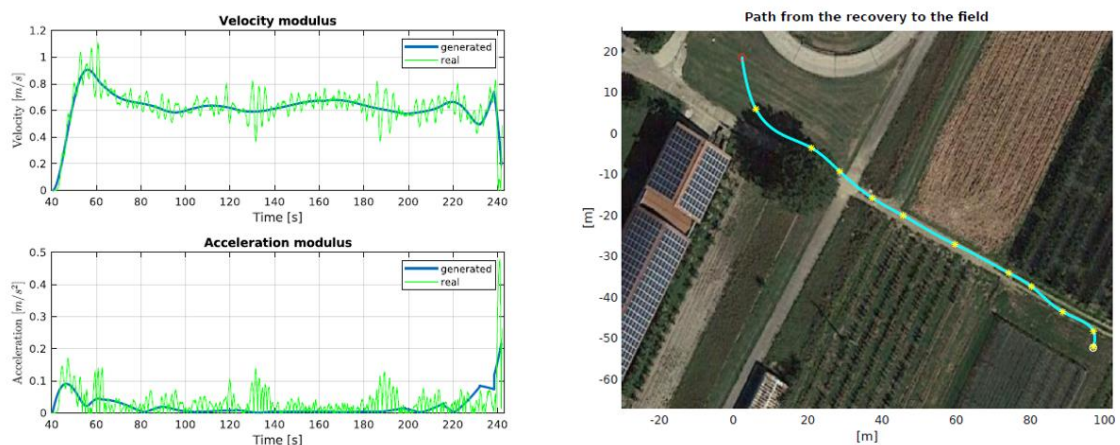 Velocity modulus
1.2
1
0.8
0.6
0.4
0.2
0
Velocity [m/s]
generated
real
40 60 80 100 120 140 160 180 200 220 240
Time [s]
Acceleration modulus
0.5
0.4
0.3
0.2
0.1
0
Acceleration [m/s²]
generated
real
40 60 80 100 120 140 160 180 200 220 240
Time [s]
Path from the recovery to the field
20
10
0
-10
-20
-30
-40
-50
-60
[m]
-20 0 20 40 60 80 100
[m]